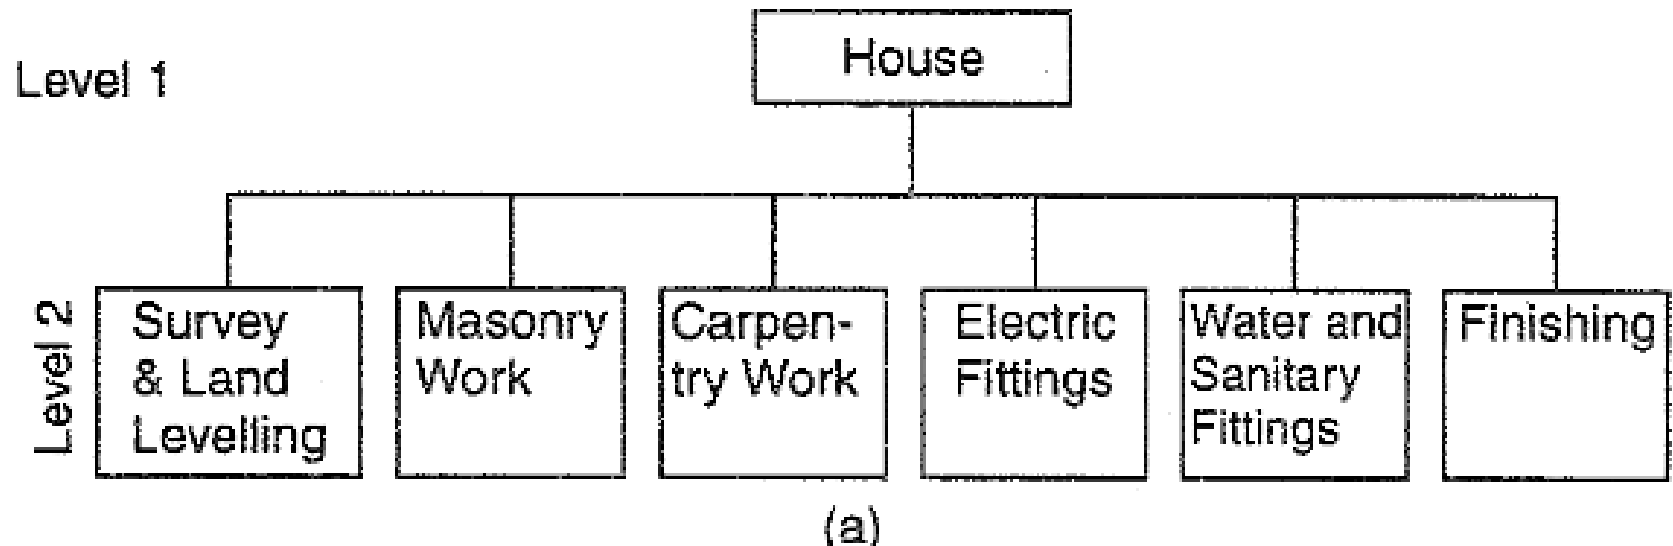 House
Level 1
Level 2
Survey
& Land
Levelling
Masonry
Work
Carpen-
try Work
Electric
Fittings
Water and
Sanitary
Fittings
Finishing
(a)